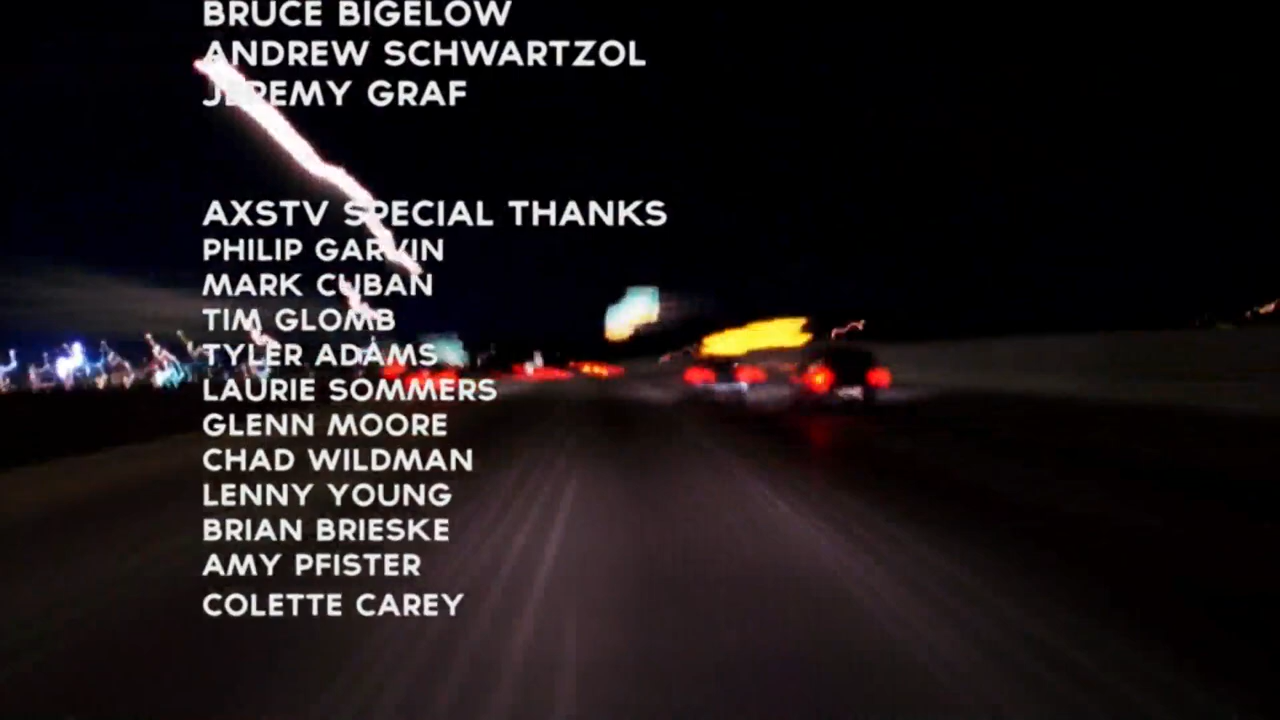 BRUCE BIGELOW
ANDREW SCHWARTZOL
JEREMY GRAF
AXSTV SPECIAL THANKS
PHILIP GARVIN
MARK CUBAN
TIM GLOMB
TYLER ADAMS
LAURIE SOMMERS
GLENN MOORE
CHAD WILDMAN
LENNY YOUNG
BRIAN BRIESKE
AMY PFISTER
COLETTE CAREY